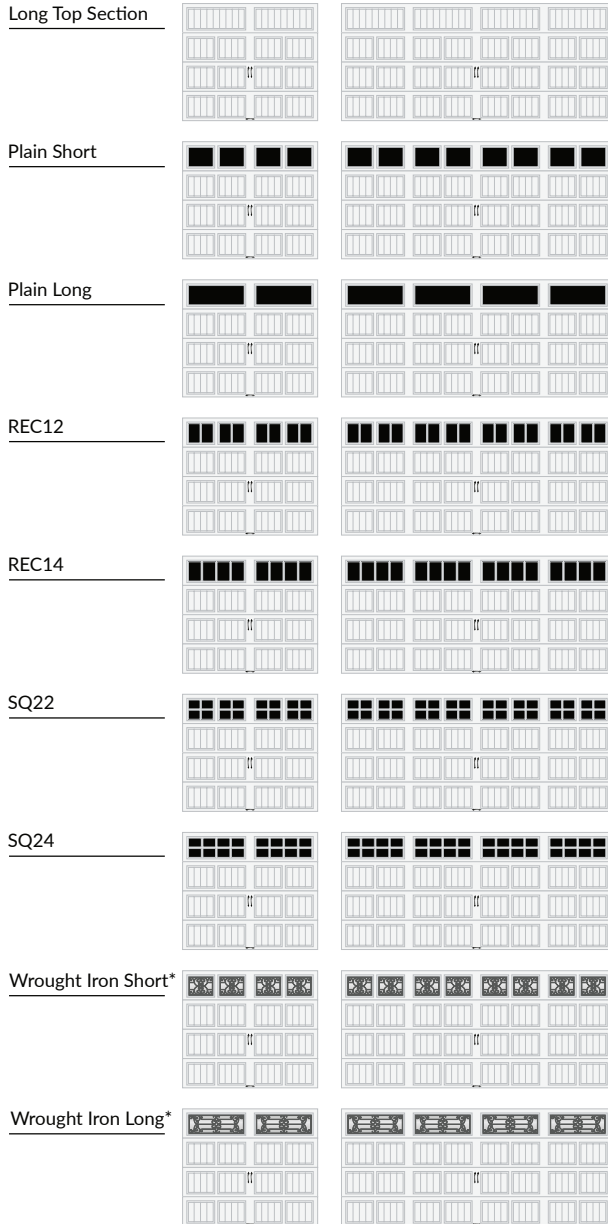 Long Top Section
Plain Short
Plain Long
REC12
REC14
SQ22
SQ24
Wrought Iron Short*
Wrought Iron Long*